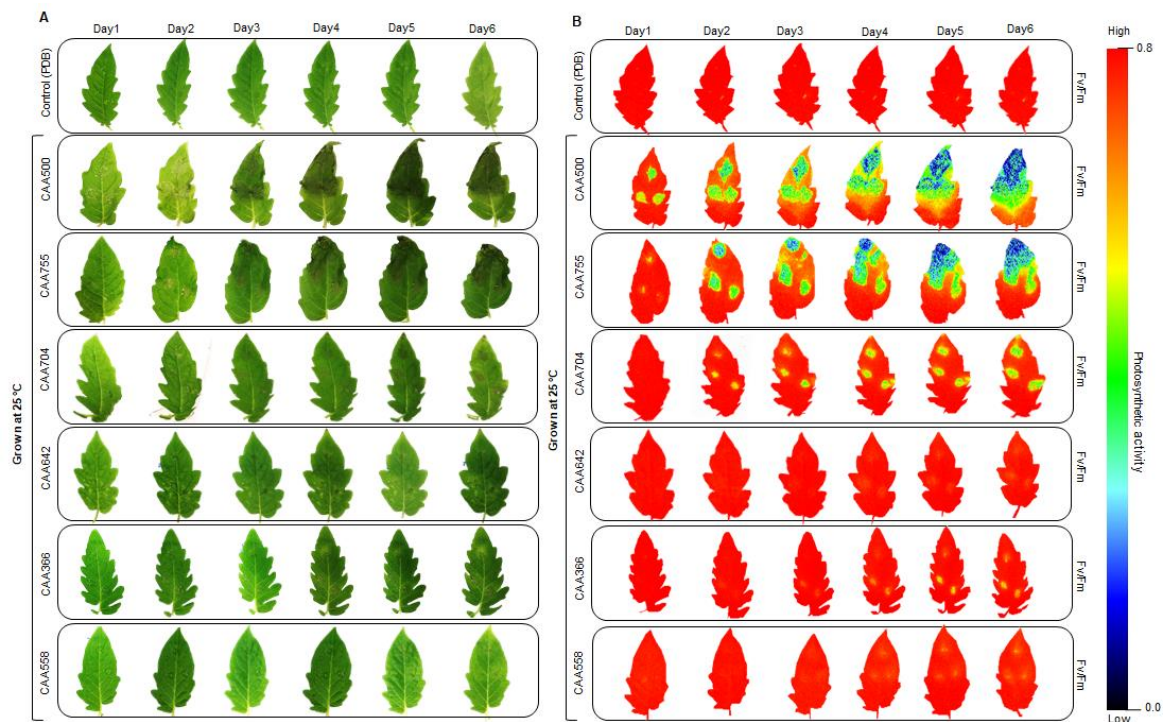 A
Day1 Day2 Day3 Day4 Day5 Day6
Control (PDB)
Grown at 25 °C
CAA500
CAA755
CAA704
CAA642
CAA366
CAA558
B
Day1 Day2 Day3 Day4 Day5 Day6
Control (PDB)
Fv/Fm
Grown at 25 °C
CAA500
Fv/Fm
CAA755
Fv/Fm
CAA704
Fv/Fm
CAA642
Fv/Fm
CAA366
Fv/Fm
CAA558
Fv/Fm
High
0.8
Photosynthetic activity
0.0
Low